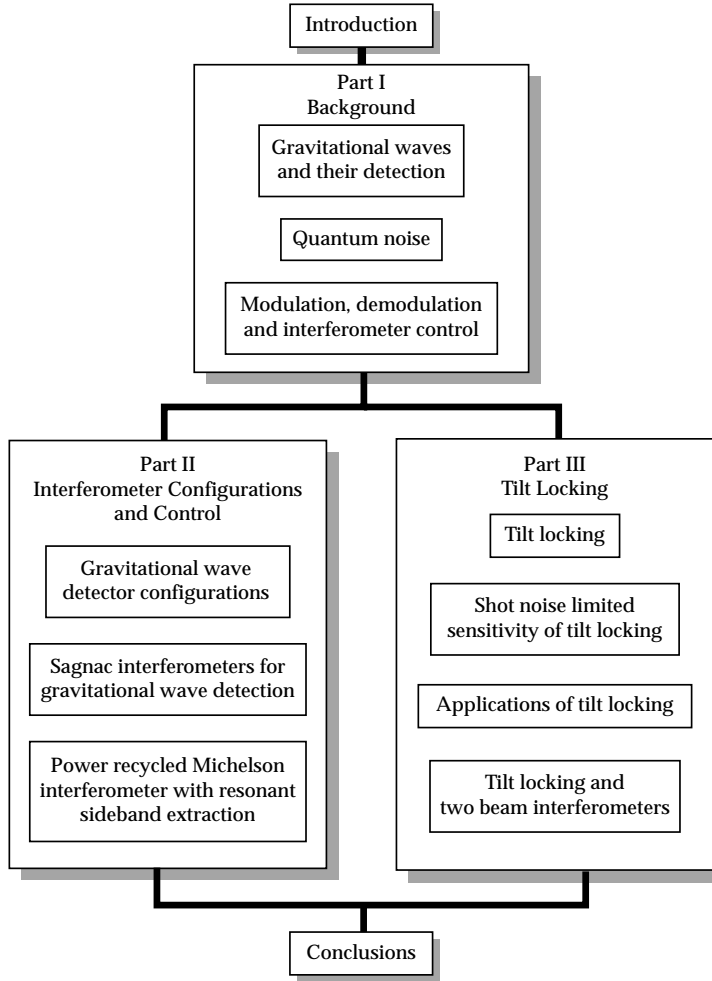 Introduction
Part I
Background
Gravitational waves
and their detection
Quantum noise
Modulation, demodulation
and interferometer control
Part II
Interferometer Configurations
and Control
Gravitational wave
detector configurations
Sagnac interferometers for
gravitational wave detection
Power recycled Michelson
interferometer with resonant
sideband extraction
Part III
Tilt Locking
Tilt locking
Shot noise limited
sensitivity of tilt locking
Applications of tilt locking
Tilt locking and
two beam interferometers
Conclusions